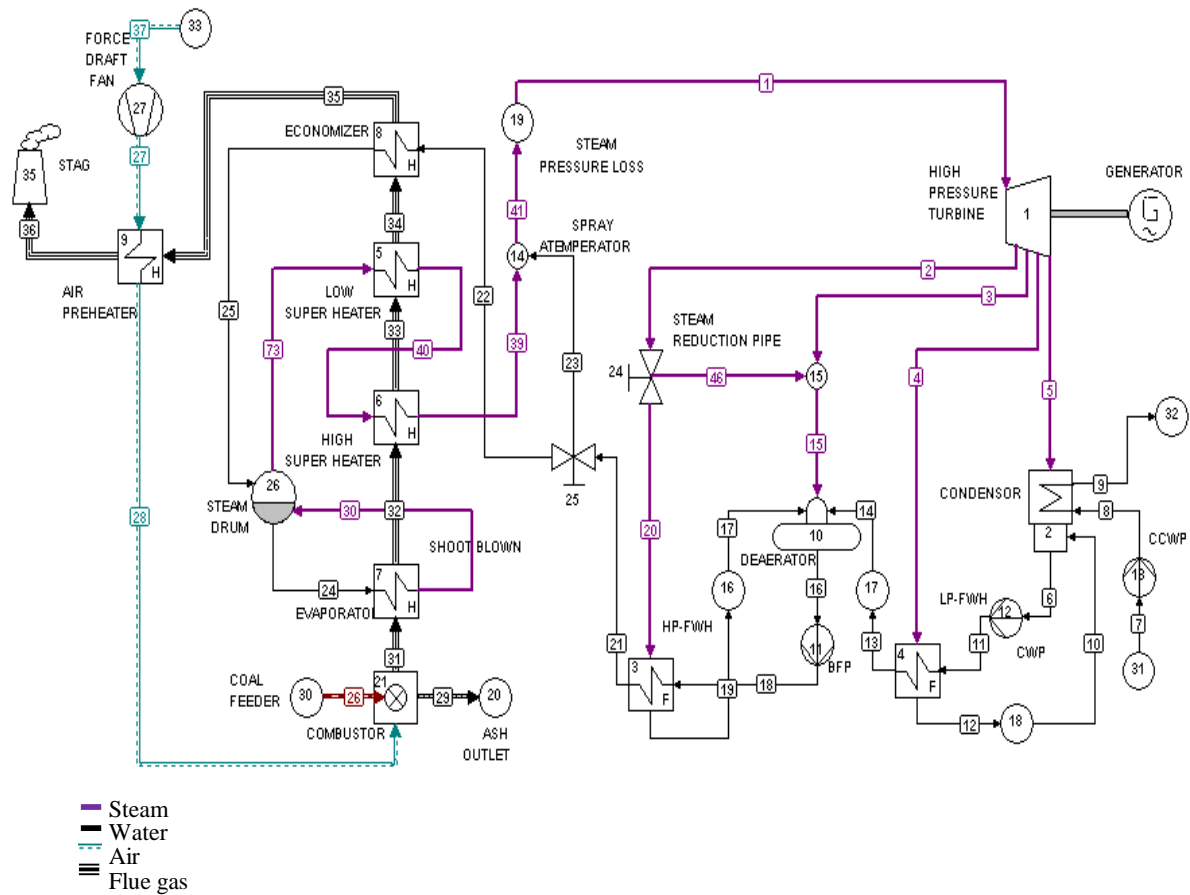 37
33
FORCE
DRAFT
FAN
27
27
35
STAG
36
9
H
AIR
PREHEATER
28
35
ECONOMIZER
8
H
34
5
H
LOW
SUPER HEATER
33
40
6
H
HIGH
SUPER HEATER
25
73
26
STEAM
DRUM
30
32
SHOOT BLOWN
24
7
H
EVAPORATOR
31
COAL
FEEDER
30
26
21
29
20
COMBUSTOR
ASH
OUTLET
1
19
STEAM
PRESSURE LOSS
41
SPRAY
ATEMPERATOR
14
22
39
23
25
21
HIGH
PRESSURE
TURBINE
1
GENERATOR
G
~
2
3
STEAM
REDUCTION PIPE
24
46
15
4
5
15
20
17
14
10
DEAERATOR
16
16
17
HP-FWH
11
BFP
3
F
19
18
32
9
CONDENSOR
8
2
CCWP
13
LP-FWH
6
12
CWP
11
7
10
31
13
4
F
12
18
Steam
Water
Air
Flue gas